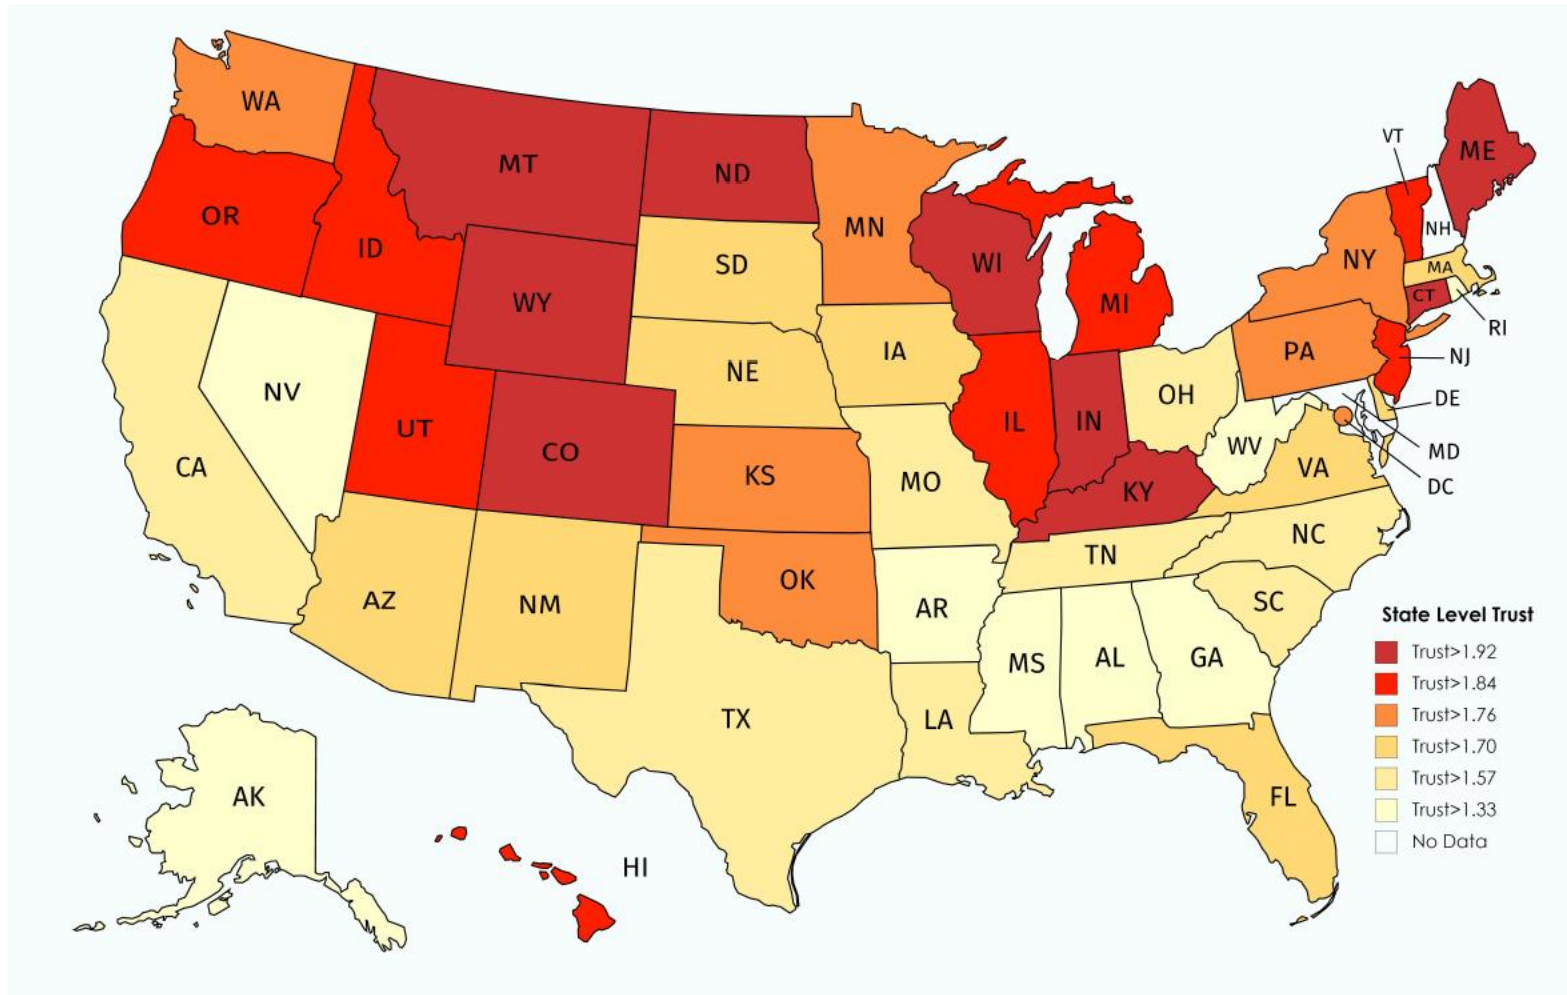 WA
MT
ND
MN
OR
ID
WY
SD
WI
MI
VT
ME
NH
NY
MA
CT
RI
PA
NJ
DE
MD
DC
NV
UT
CO
NE
IA
IL
IN
OH
WV
VA
CA
KS
MO
KY
AZ
NM
OK
AR
TN
NC
SC
TX
LA
MS
AL
GA
FL
AK
HI
State Level Trust
Trust>1.92
Trust>1.84
Trust>1.76
Trust>1.70
Trust>1.57
Trust>1.33
No Data